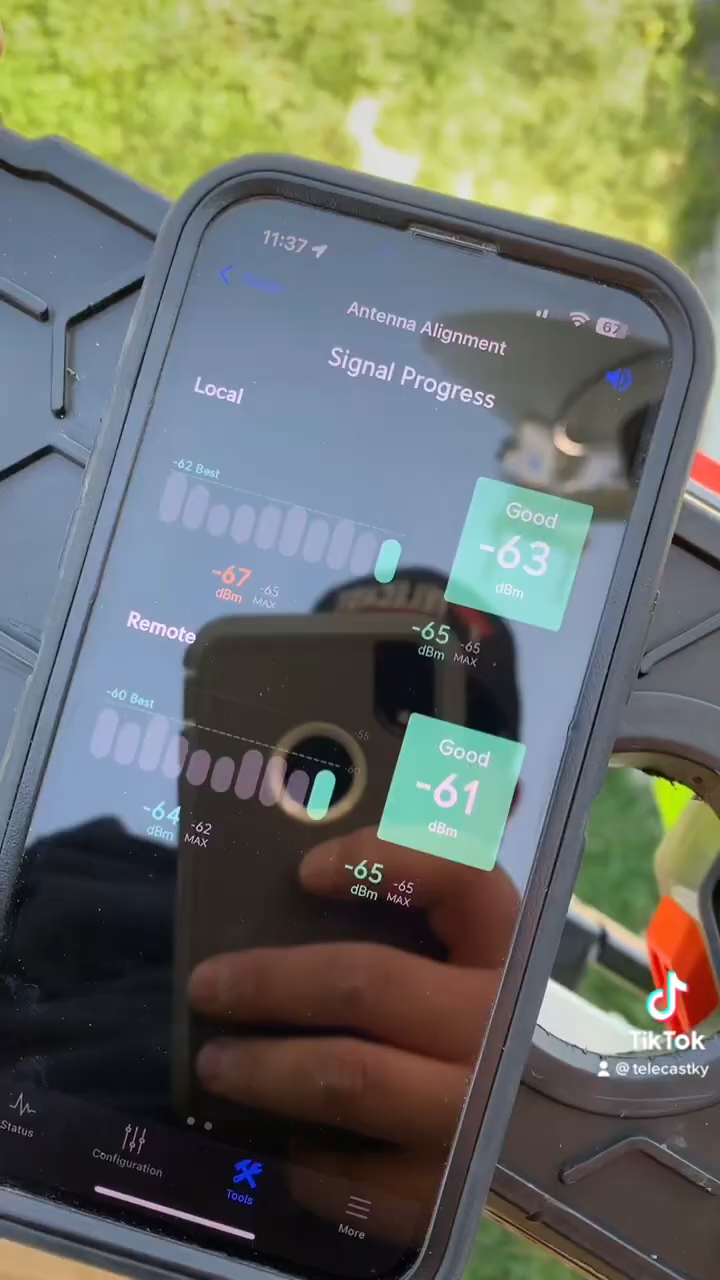 11:37
67
Antenna Alignment
Signal Progress
Local
-62 Best
Good
-63
dBm
-67
dBm
-65
MAX
-65
dBm
-65
MAX
Remote
-60 Best
-55
-60
Good
-61
dBm
-64
dBm
-62
MAX
-65
dBm
-65
MAX
Status
Configuration
Tools
More
TikTok
@telecastky